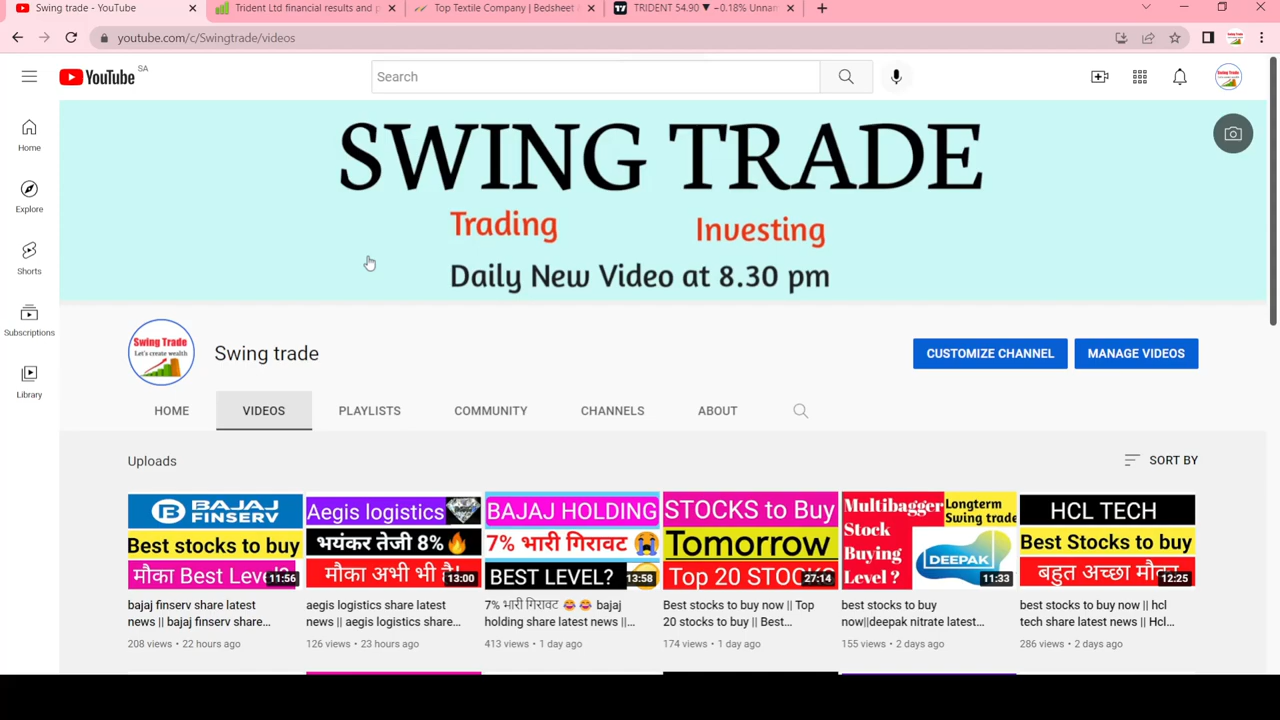 Swing trade - YouTube
Trident Ltd financial results and p
Top Textile Company | Bedsheet
TRIDENT 54.90 ▼ −0.18% Unnam
youtube.com/c/Swingtrade/videos
YouTube SA
Search
Home
Explore
Shorts
Subscriptions
Library
SWING TRADE
Trading Investing
Daily New Video at 8.30 pm
Swing Trade
Let's create wealth
Swing trade
CUSTOMIZE CHANNEL
MANAGE VIDEOS
HOME
VIDEOS
PLAYLISTS
COMMUNITY
CHANNELS
ABOUT
Uploads
SORT BY
BAJAJ
FINSERV
Best stocks to buy
मौका Best Level?
11:56
bajaj finserv share latest
news || bajaj finserv share...
208 views • 22 hours ago
Aegis logistics
भयंकर तेजी 8%
मौका अभी भी है
13:00
aegis logistics share latest
news || aegis logistics share...
126 views • 23 hours ago
BAJAJ HOLDING
7% भारी गिरावट
BEST LEVEL?
13:58
7% भारी गिरावट 😂😂 bajaj
holding share latest news ||...
413 views • 1 day ago
STOCKS to Buy
Tomorrow
Top 20 STOCKS
27:14
Best stocks to buy now || Top
20 stocks to buy || Best...
174 views • 1 day ago
Multibagger
Stock
Buying
Level ?
Longterm
Swing trade
DEEPAK
11:33
best stocks to buy
now||deepak nitrate latest...
155 views • 2 days ago
HCL TECH
Best Stocks to buy
बहुत अच्छा मौका
12:25
best stocks to buy now || hcl
tech share latest news || Hcl...
286 views • 2 days ago